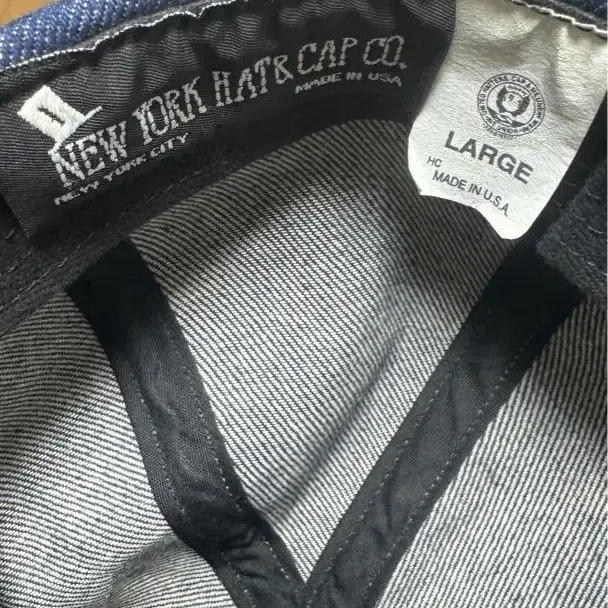 NEW YORK HAT & CAP CO.
NEW YORK CITY
MADE IN USA
LARGE
HC
MADE IN U.S.A